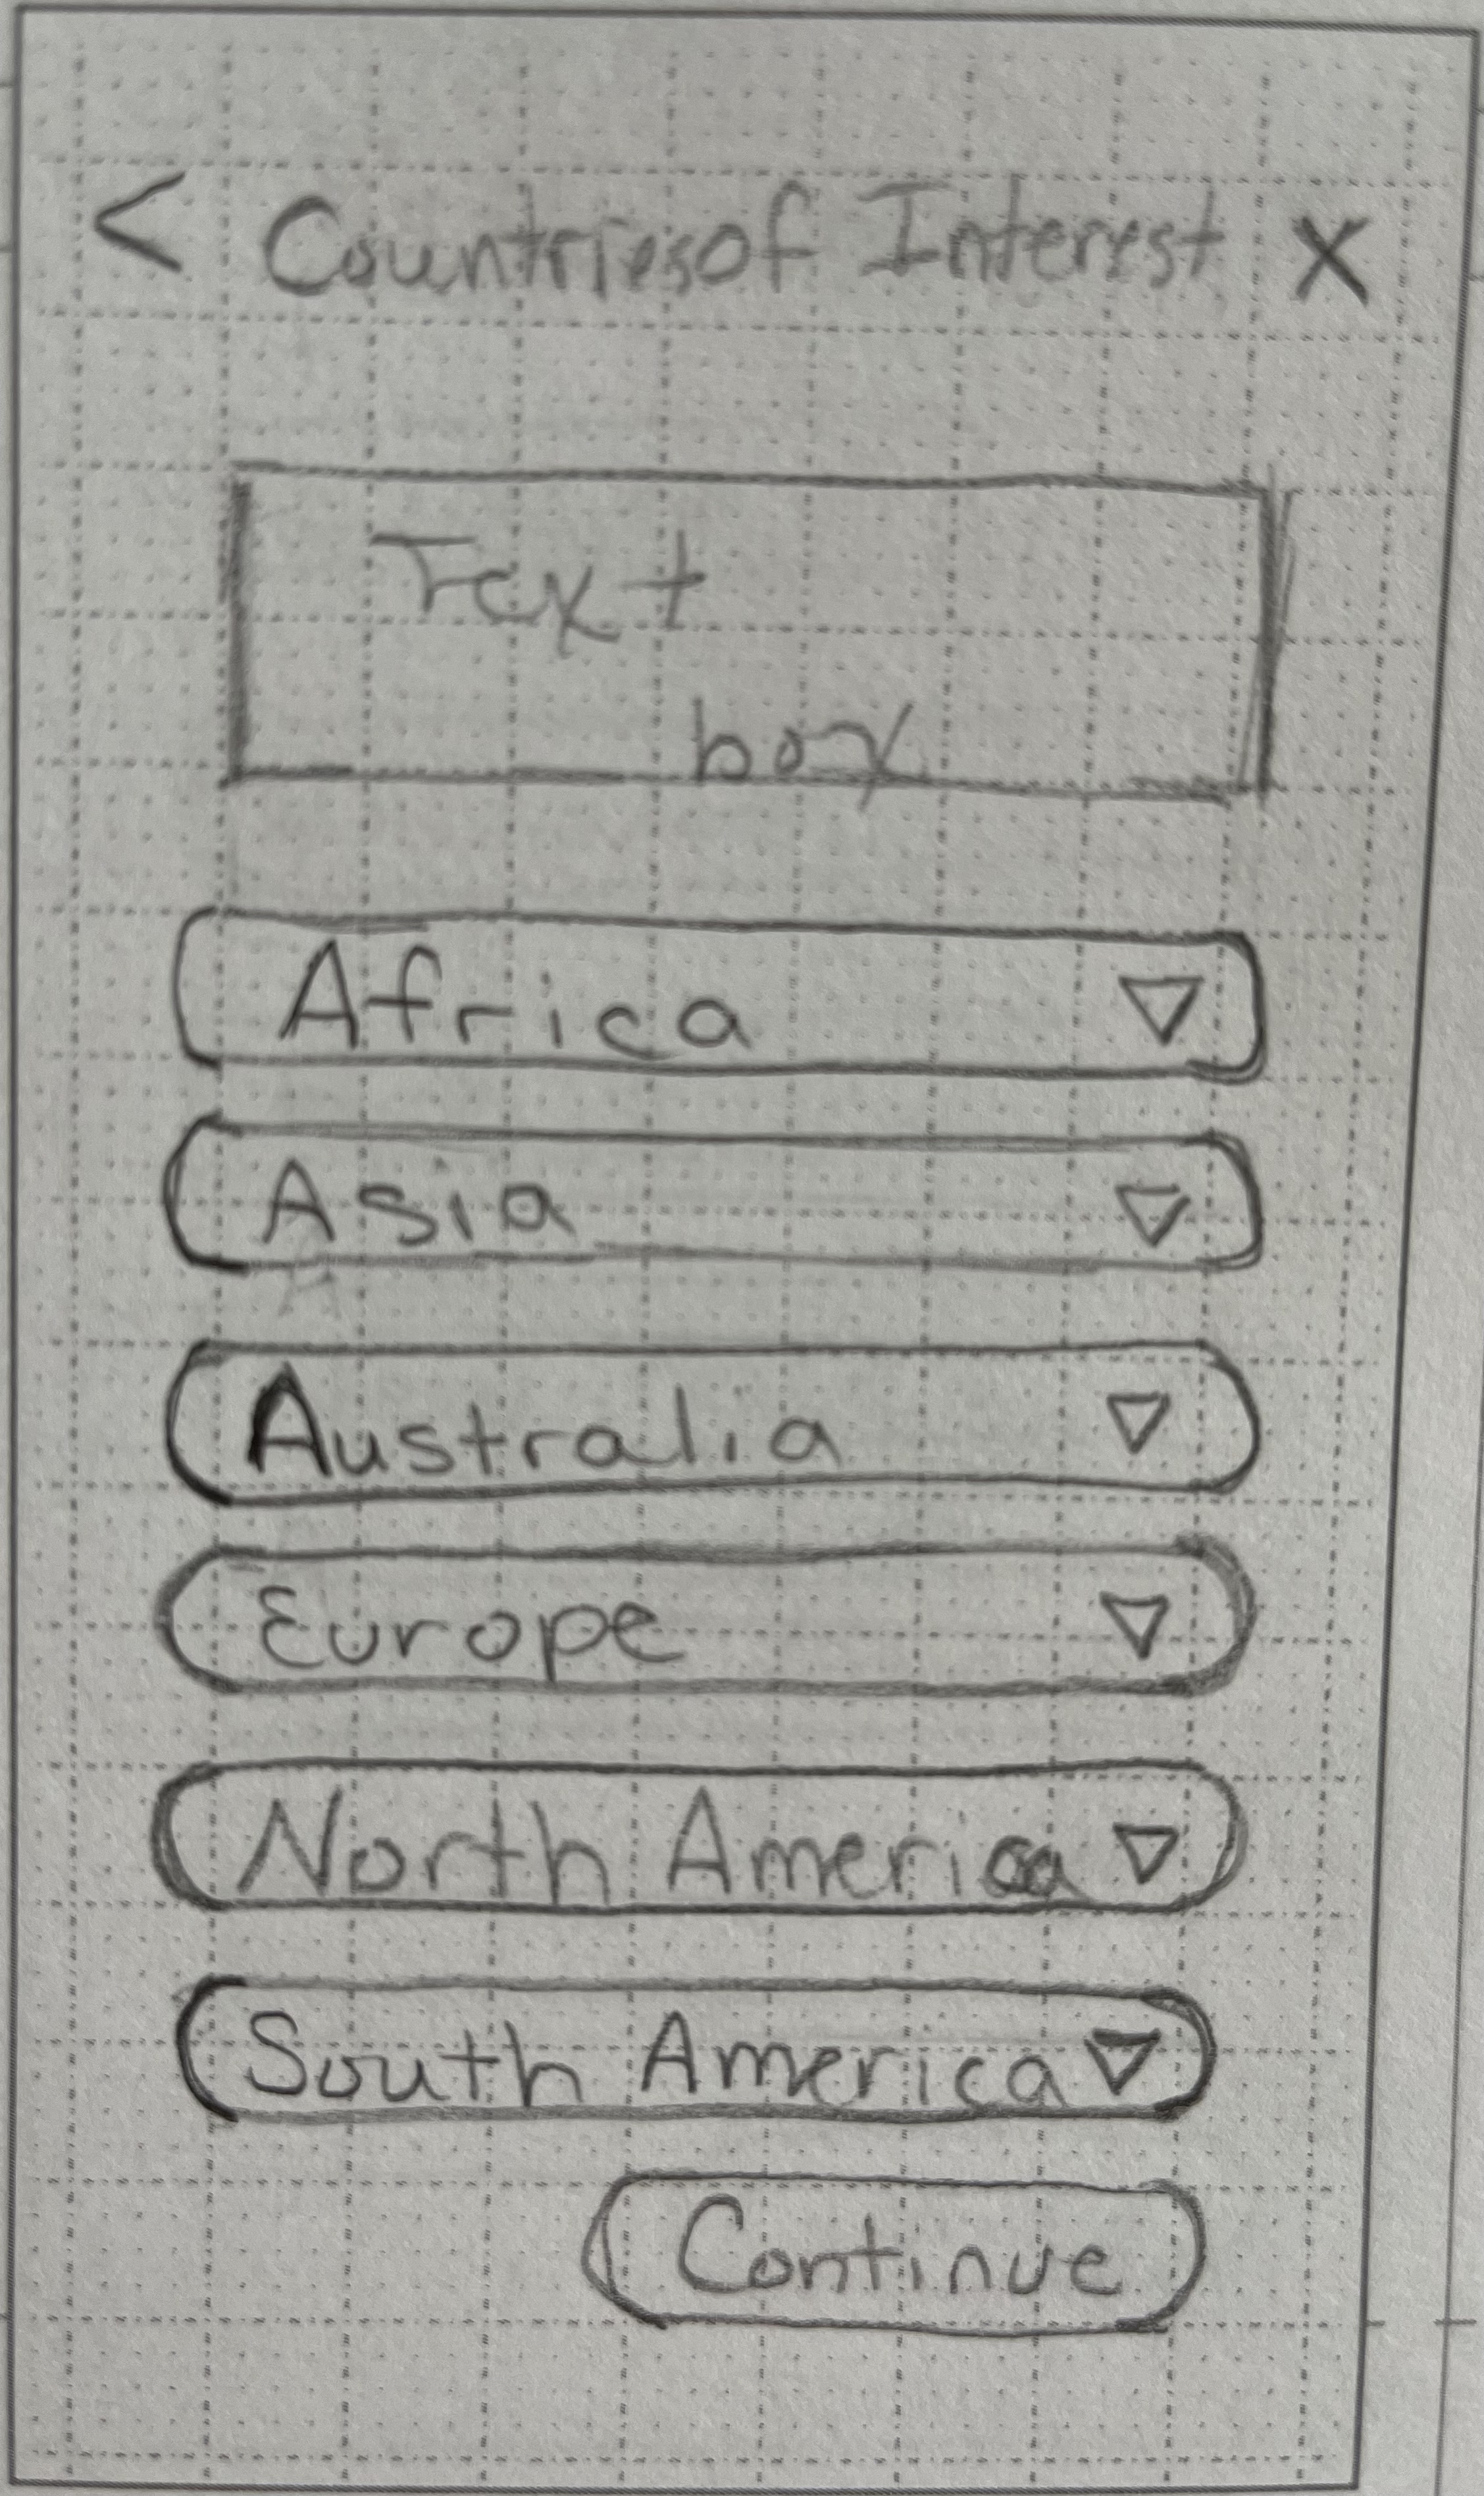 < Countries of Interest X
Text
box
Africa
Asia
Australia
Europe
North America
South America
Continue